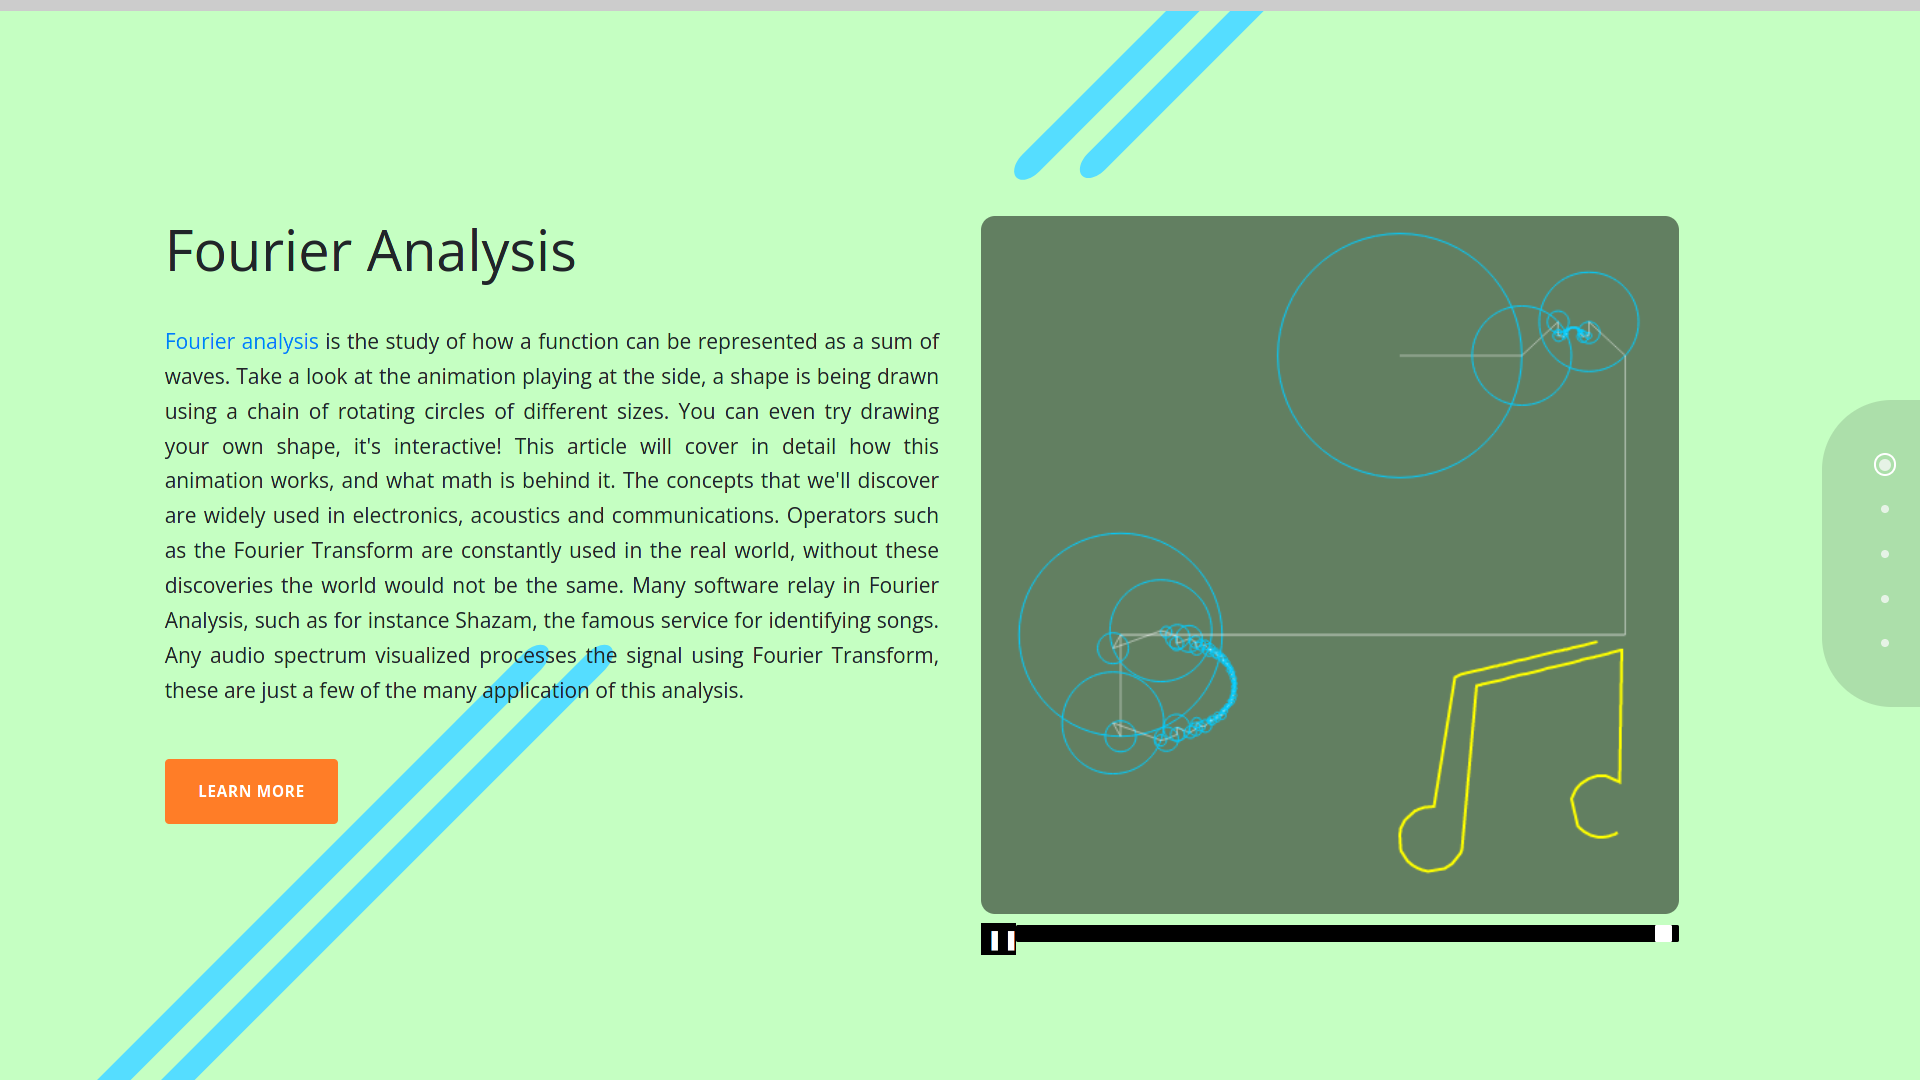 Fourier Analysis
Fourier analysis is the study of how a function can be represented as a sum of
waves. Take a look at the animation playing at the side, a shape is being drawn
using a chain of rotating circles of different sizes. You can even try drawing
your own shape, it's interactive! This article will cover in detail how this
animation works, and what math is behind it. The concepts that we'll discover
are widely used in electronics, acoustics and communications. Operators such
as the Fourier Transform are constantly used in the real world, without these
discoveries the world would not be the same. Many software relay in Fourier
Analysis, such as for instance Shazam, the famous service for identifying songs.
Any audio spectrum visualized processes the signal using Fourier Transform,
these are just a few of the many application of this analysis.
LEARN MORE